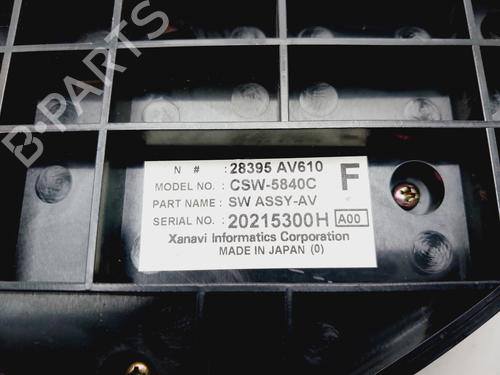 N #  : 28395 AV610
MODEL NO. : CSW-5840C
F
PART NAME : SW ASSY-AV
SERIAL NO. : 20215300H A00
Xanavi Informatics Corporation
MADE IN JAPAN (0)
B-PARTS